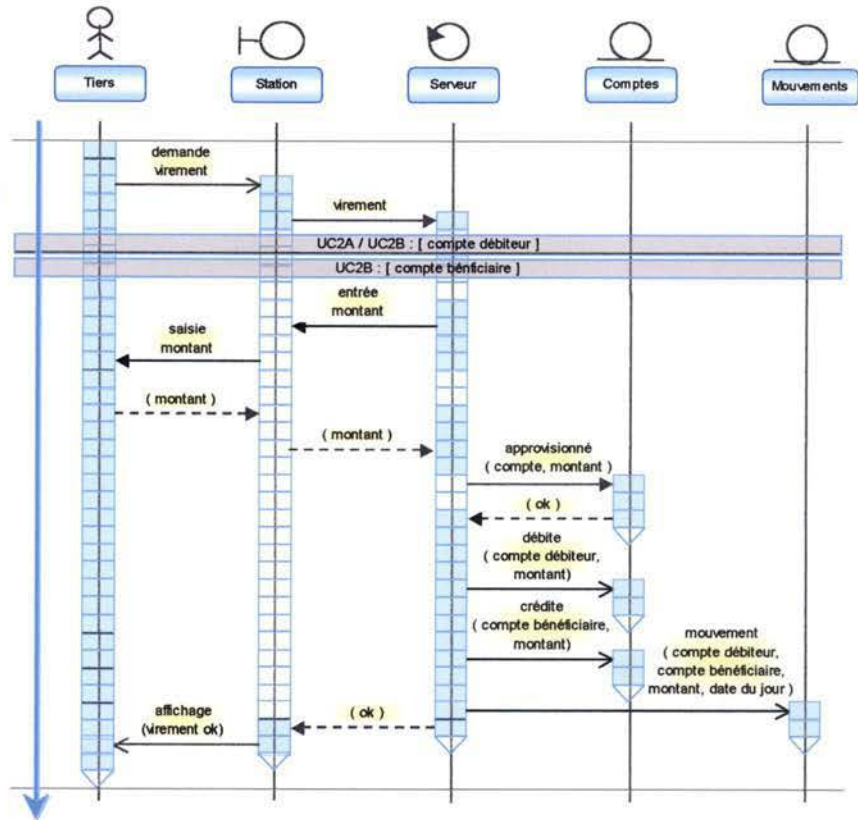 Tiers
Station
Serveur
Comptes
Mouvements
demande
virement
virement
UC2A / UC2B : [ compte débiteur ]
UC2B : [ compte bénficiaire ]
entrée
montant
saisie
montant
( montant )
( montant )
approvisionné
( compte, montant )
( ok )
débite
( compte débiteur,
montant)
crédite
( compte bénéficiaire,
montant)
mouvement
( compte débiteur,
compte bénéficiaire,
montant, date du jour )
( ok )
affichage
(virement ok)